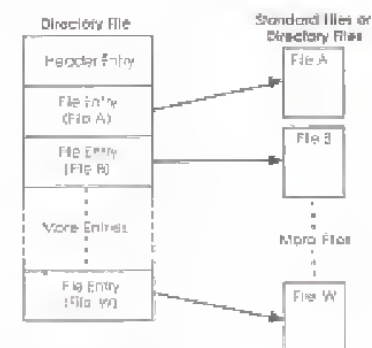 Directory File
Header Entry
File Entry
(File A)
File Entry
(File B)
More Entries
File Entry
(File W)
Standard Files or
Directory Files
File A
File B
More Files
File W